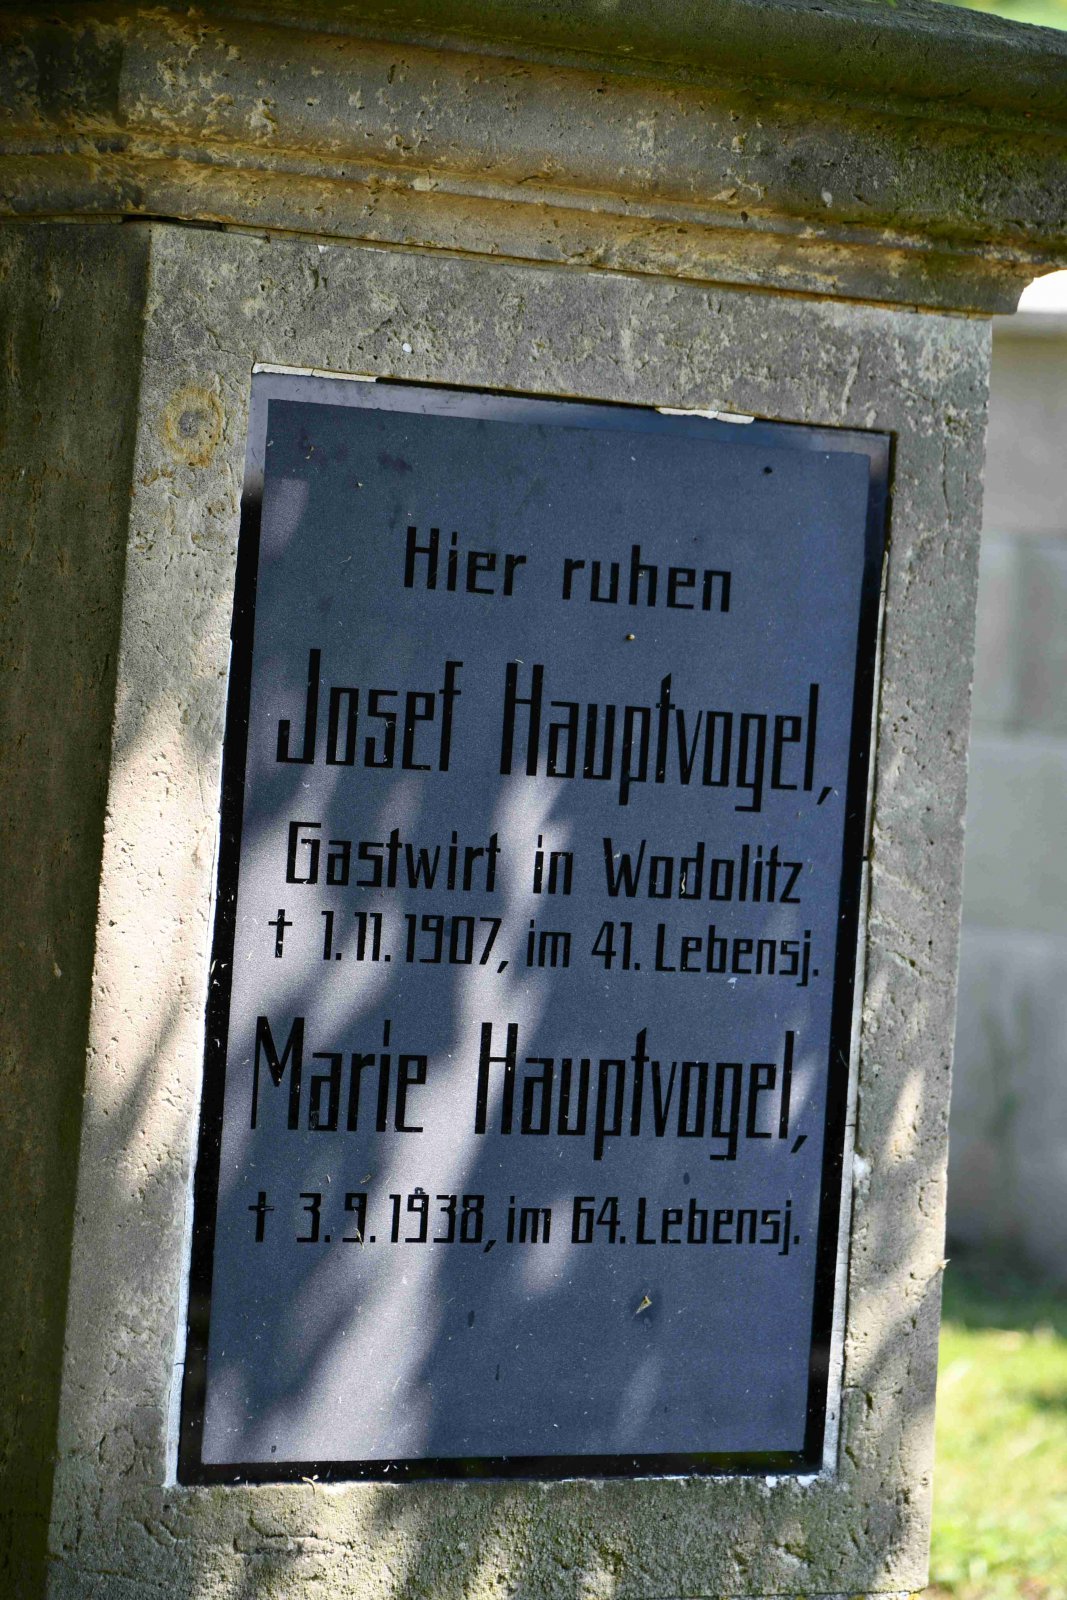 Hier ruhen
Josef Hauptvogel,
Gastwirt in Wodolitz
† 1.11.1907, im 41. Lebensj.
Marie Hauptvogel,
† 3.9.1938, im 64. Lebensj.